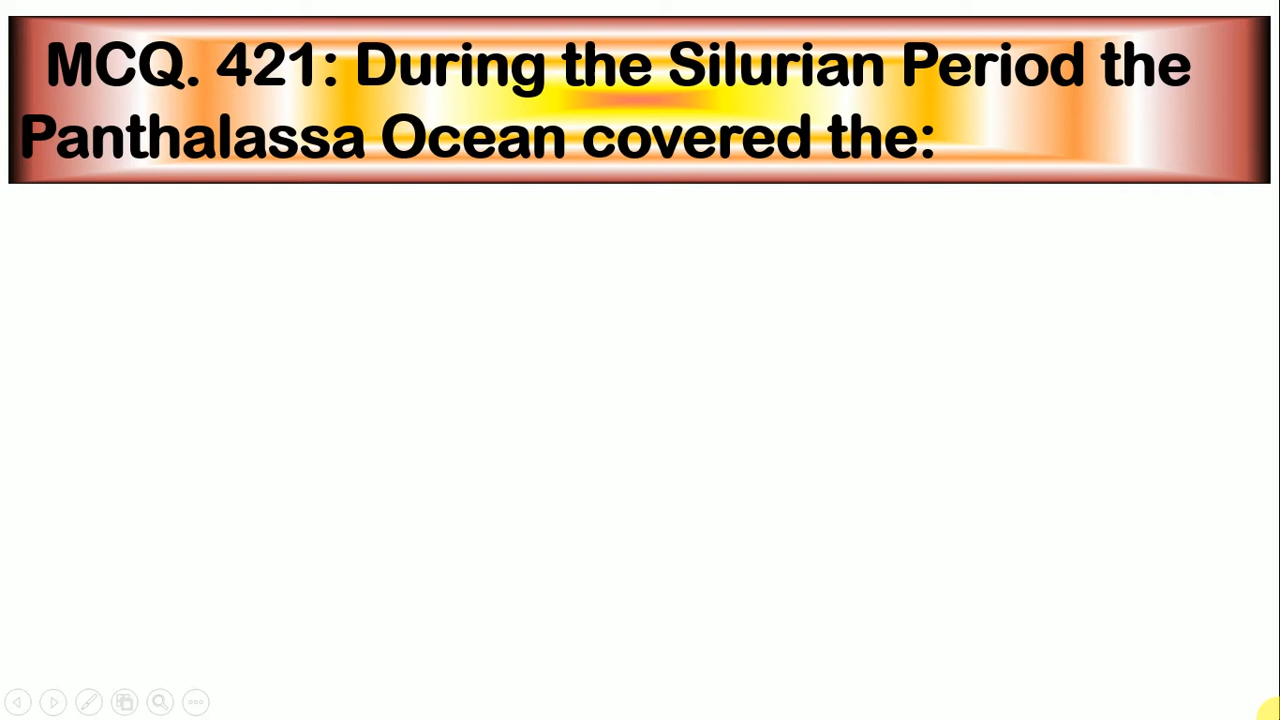 MCQ. 421: During the Silurian Period the
Panthalassa Ocean covered the: